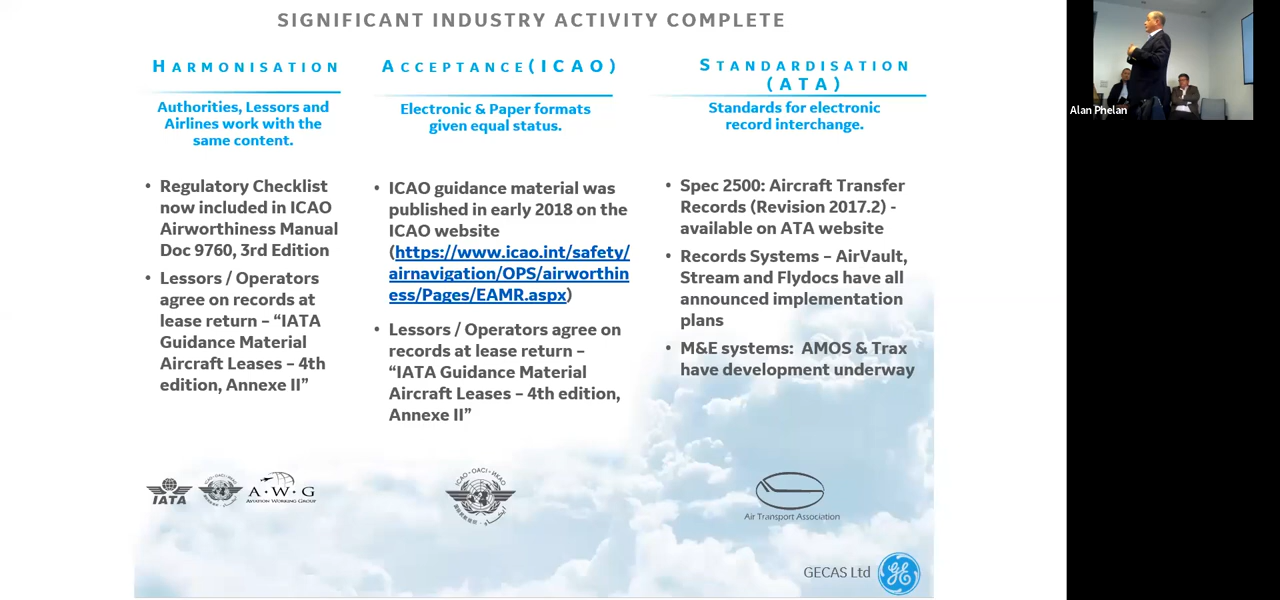 SIGNIFICANT INDUSTRY ACTIVITY COMPLETE
HARMONISATION
Authorities, Lessors and
Airlines work with the
same content.
• Regulatory Checklist
now included in ICAO
Airworthiness Manual
Doc 9760, 3rd Edition
• Lessors / Operators
agree on records at
lease return – “IATA
Guidance Material
Aircraft Leases – 4th
edition, Annexe II”
IATA
A·W·G
AVIATION WORKING GROUP
ACCEPTANCE(ICAO)
Electronic & Paper formats
given equal status.
• ICAO guidance material was
published in early 2018 on the
ICAO website
(https://www.icao.int/safety/
airnavigation/OPS/airworthin
ess/Pages/EAMR.aspx)
• Lessors / Operators agree on
records at lease return –
“IATA Guidance Material
Aircraft Leases – 4th edition,
Annexe II”
ICAO · OACI · ИКАО
STANDARDISATION
(ATA)
Standards for electronic
record interchange.
• Spec 2500: Aircraft Transfer
Records (Revision 2017.2) -
available on ATA website
• Records Systems – AirVault,
Stream and Flydocs have all
announced implementation
plans
• M&E systems:  AMOS & Trax
have development underway
Air Transport Association
GECAS Ltd
Alan Phelan